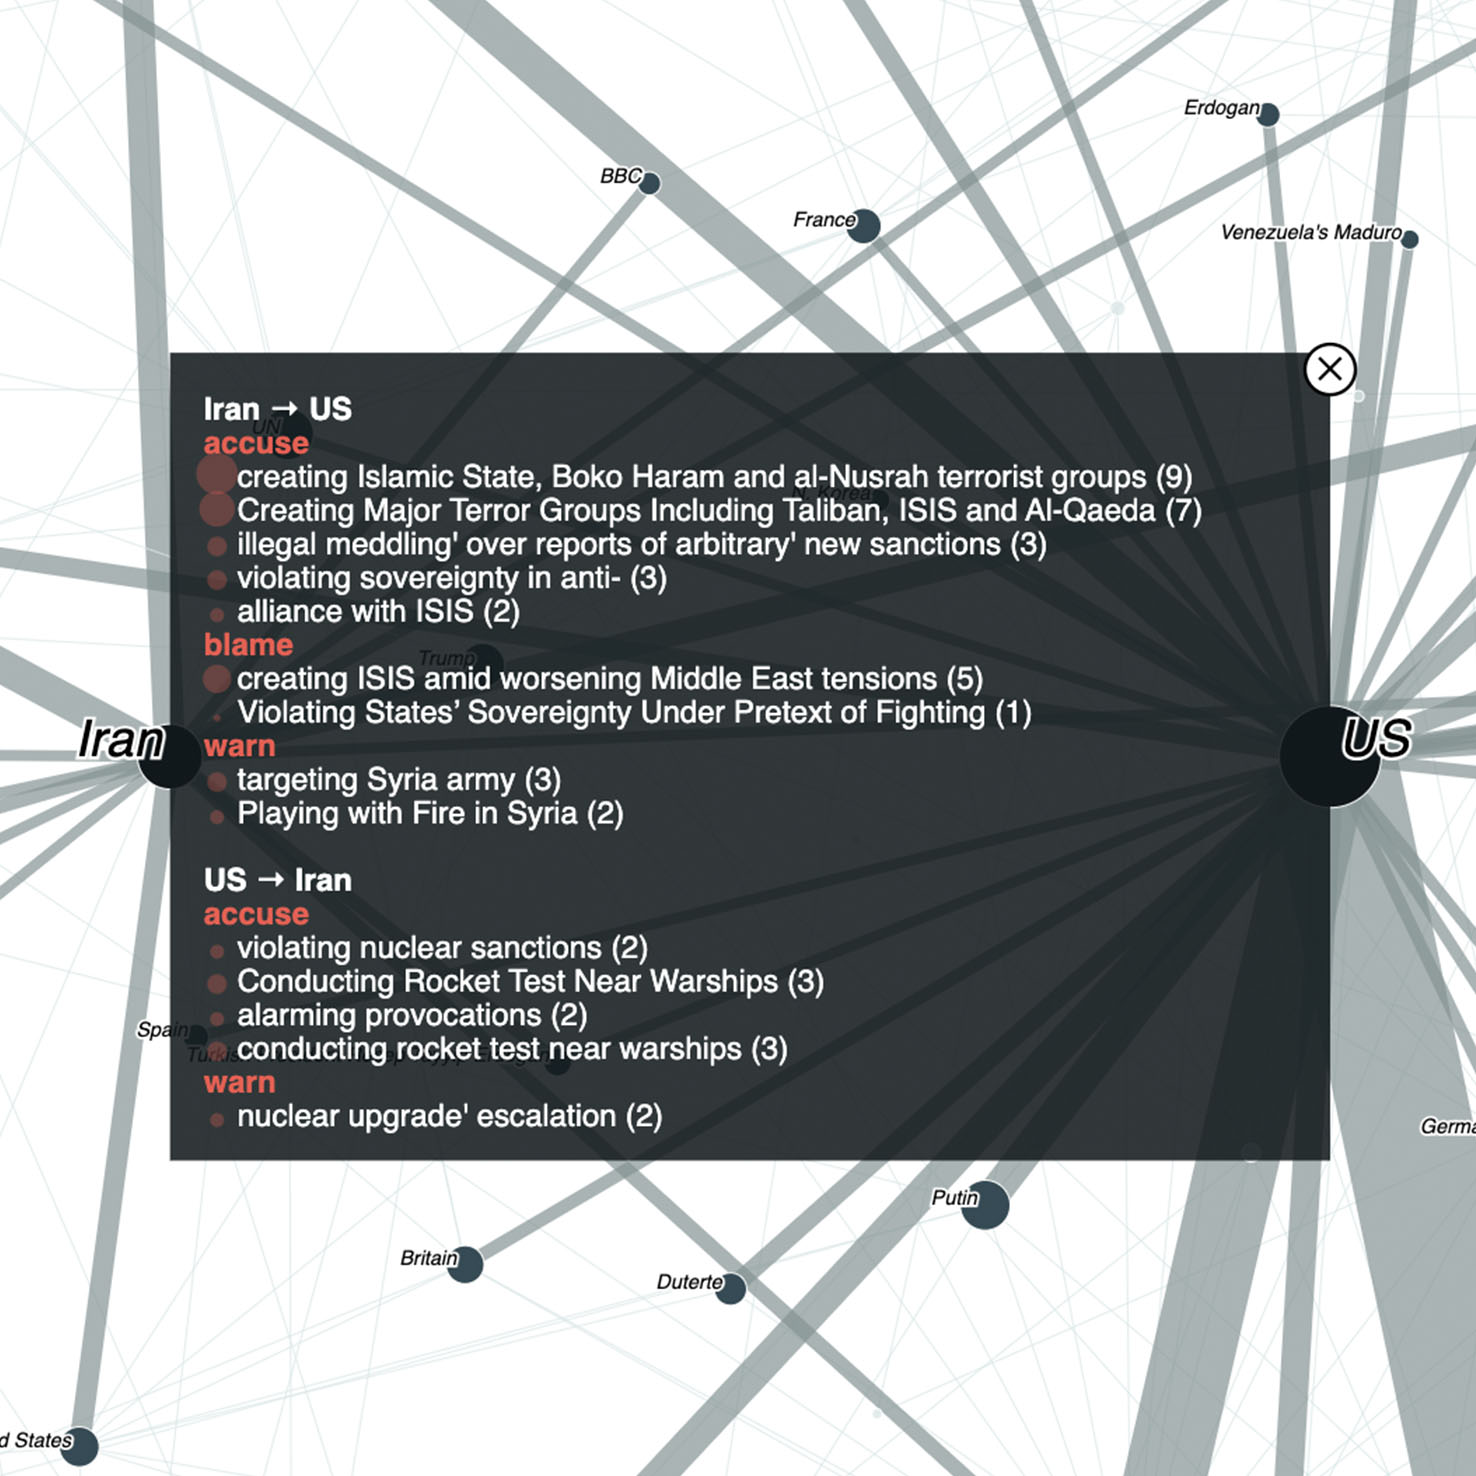 Erdogan
BBC
France
Venezuela's Maduro
Iran → US
UN
accuse
creating Islamic State, Boko Haram and al-Nusrah terrorist groups (9)
N. Korea
Creating Major Terror Groups Including Taliban, ISIS and Al-Qaeda (7)
illegal meddling' over reports of arbitrary' new sanctions (3)
violating sovereignty in anti- (3)
alliance with ISIS (2)
blame
Trump
creating ISIS amid worsening Middle East tensions (5)
Violating States’ Sovereignty Under Pretext of Fighting (1)
Iran
US
warn
targeting Syria army (3)
Playing with Fire in Syria (2)
US → Iran
accuse
violating nuclear sanctions (2)
Conducting Rocket Test Near Warships (3)
alarming provocations (2)
Spain
conducting rocket test near warships (3)
warn
nuclear upgrade' escalation (2)
Germa
Putin
Britain
Duterte
d States